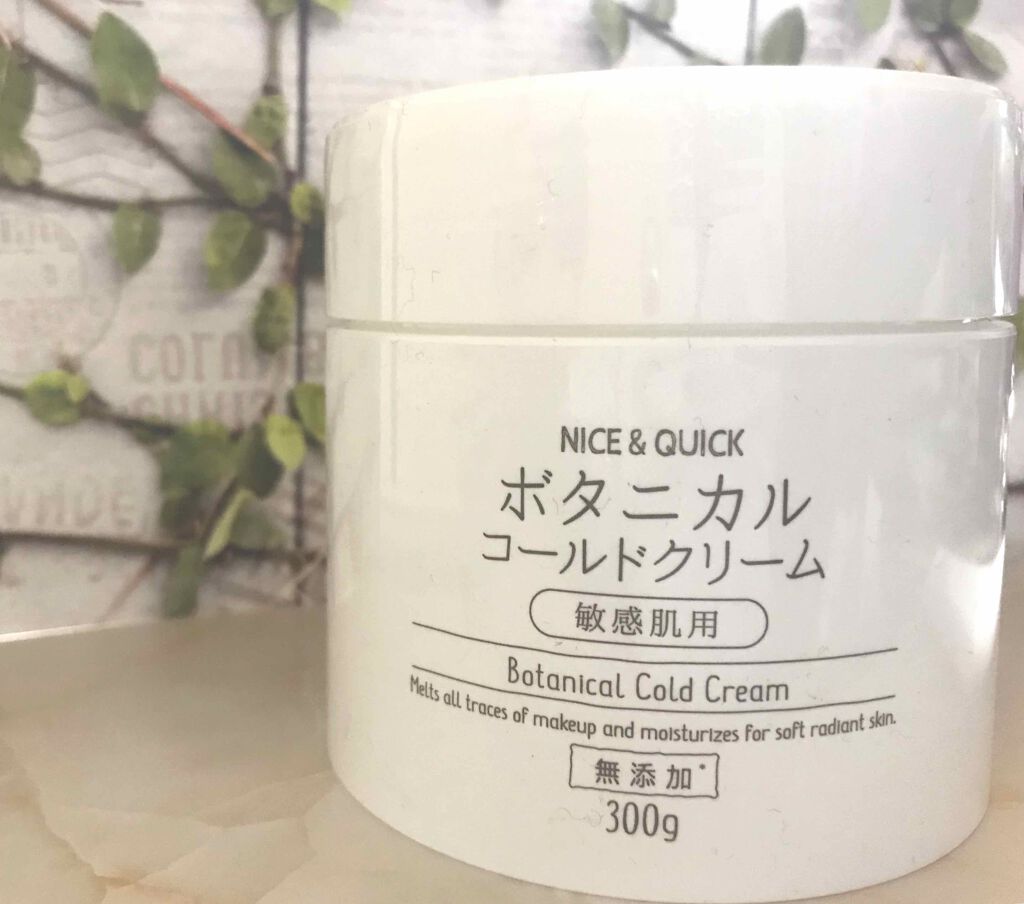 NICE & QUICK
ボタニカル
コールドクリーム
敏感肌用
Botanical Cold Cream
Melts all traces of makeup and moisturizes for soft radiant skin.
無添加*
300g